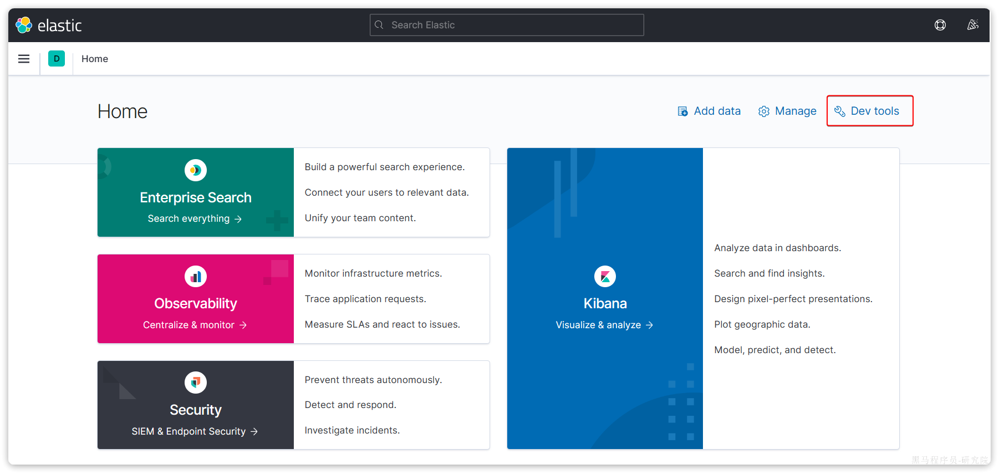 elastic
Search Elastic
D
Home
Home
Add data
Manage
Dev tools
Enterprise Search
Search everything →
Build a powerful search experience.
Connect your users to relevant data.
Unify your team content.
Observability
Centralize & monitor →
Monitor infrastructure metrics.
Trace application requests.
Measure SLAs and react to issues.
Security
SIEM & Endpoint Security →
Prevent threats autonomously.
Detect and respond.
Investigate incidents.
Kibana
Visualize & analyze →
Analyze data in dashboards.
Search and find insights.
Design pixel-perfect presentations.
Plot geographic data.
Model, predict, and detect.
黑马程序员-研究院